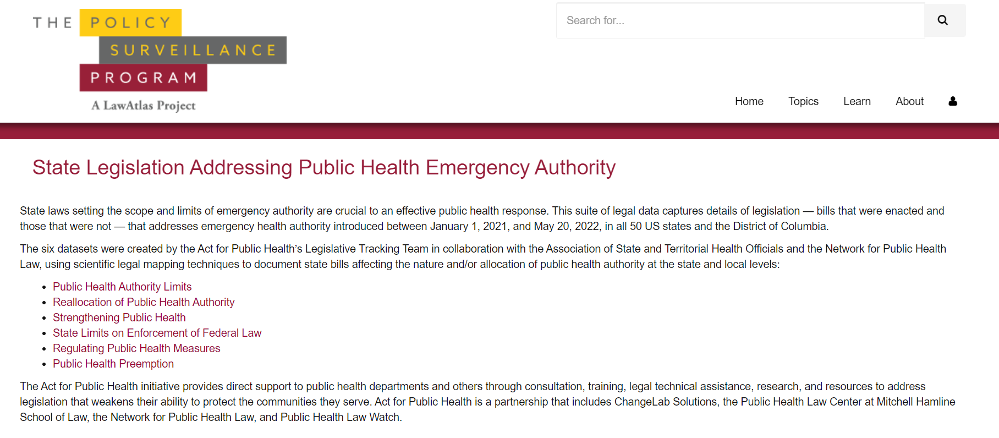 THE POLICY
SURVEILLANCE
PROGRAM
A LawAtlas Project
Search for...
Home Topics Learn About
State Legislation Addressing Public Health Emergency Authority
State laws setting the scope and limits of emergency authority are crucial to an effective public health response. This suite of legal data captures details of legislation — bills that were enacted and
those that were not — that addresses emergency health authority introduced between January 1, 2021, and May 20, 2022, in all 50 US states and the District of Columbia.
The six datasets were created by the Act for Public Health’s Legislative Tracking Team in collaboration with the Association of State and Territorial Health Officials and the Network for Public Health
Law, using scientific legal mapping techniques to document state bills affecting the nature and/or allocation of public health authority at the state and local levels:
• Public Health Authority Limits
• Reallocation of Public Health Authority
• Strengthening Public Health
• State Limits on Enforcement of Federal Law
• Regulating Public Health Measures
• Public Health Preemption
The Act for Public Health initiative provides direct support to public health departments and others through consultation, training, legal technical assistance, research, and resources to address
legislation that weakens their ability to protect the communities they serve. Act for Public Health is a partnership that includes ChangeLab Solutions, the Public Health Law Center at Mitchell Hamline
School of Law, the Network for Public Health Law, and Public Health Law Watch.